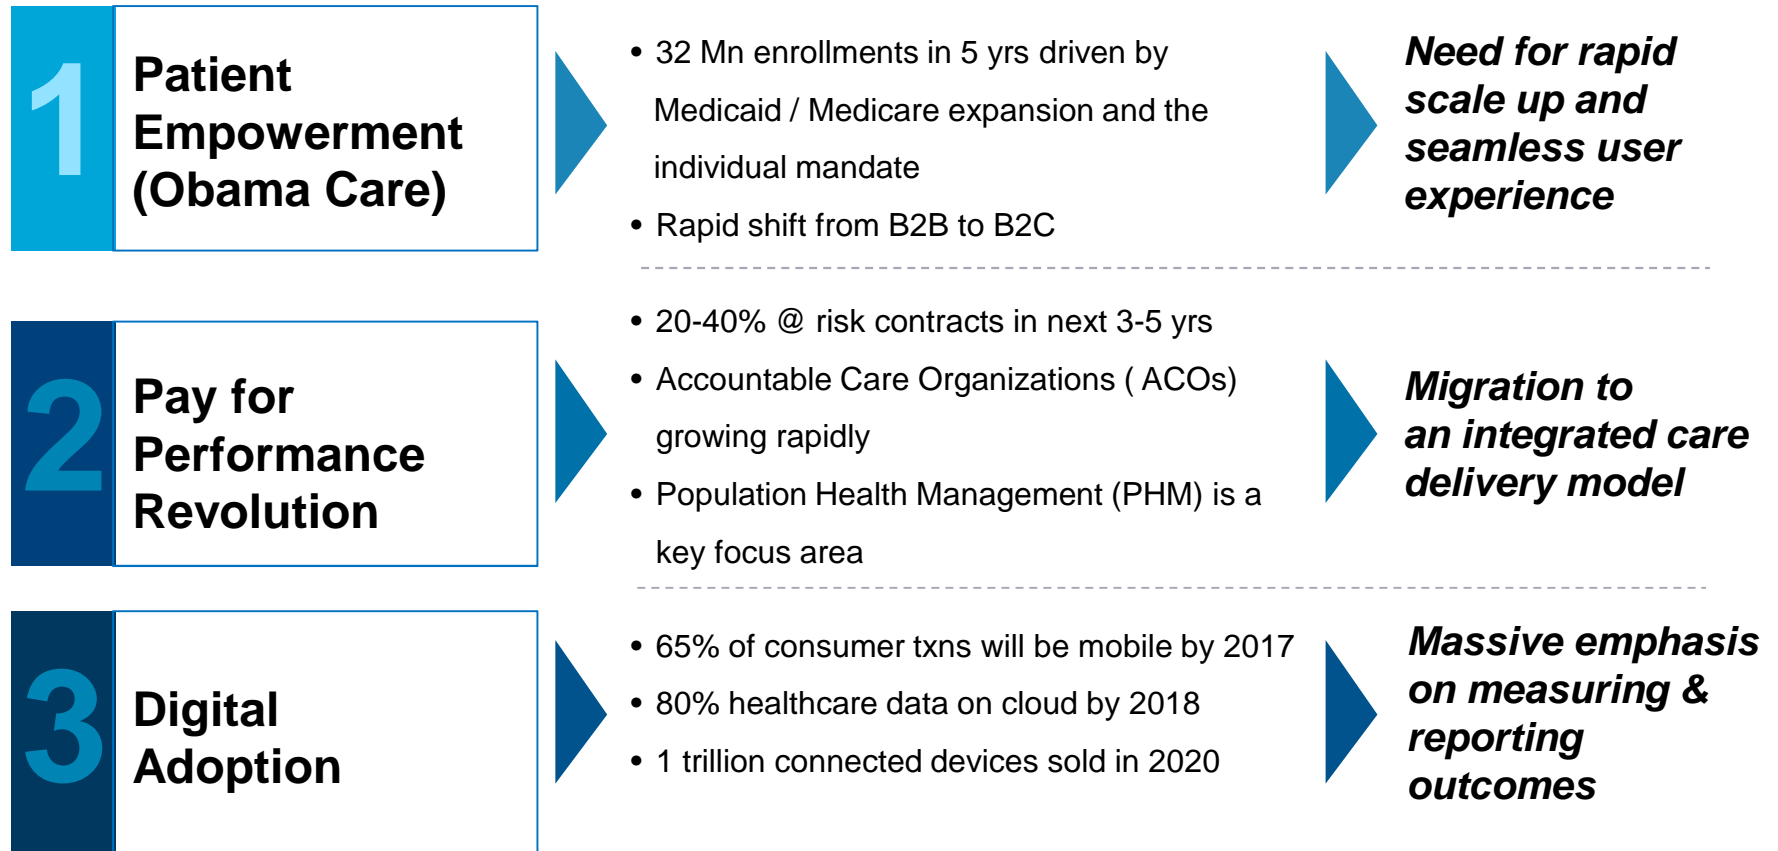 1
Patient
Empowerment
(Obama Care)
• 32 Mn enrollments in 5 yrs driven by
Medicaid / Medicare expansion and the
individual mandate
• Rapid shift from B2B to B2C
Need for rapid
scale up and
seamless user
experience
2
Pay for
Performance
Revolution
• 20-40% @ risk contracts in next 3-5 yrs
• Accountable Care Organizations ( ACOs)
growing rapidly
• Population Health Management (PHM) is a
key focus area
Migration to
an integrated care
delivery model
3
Digital
Adoption
• 65% of consumer txns will be mobile by 2017
• 80% healthcare data on cloud by 2018
• 1 trillion connected devices sold in 2020
Massive emphasis
on measuring &
reporting
outcomes